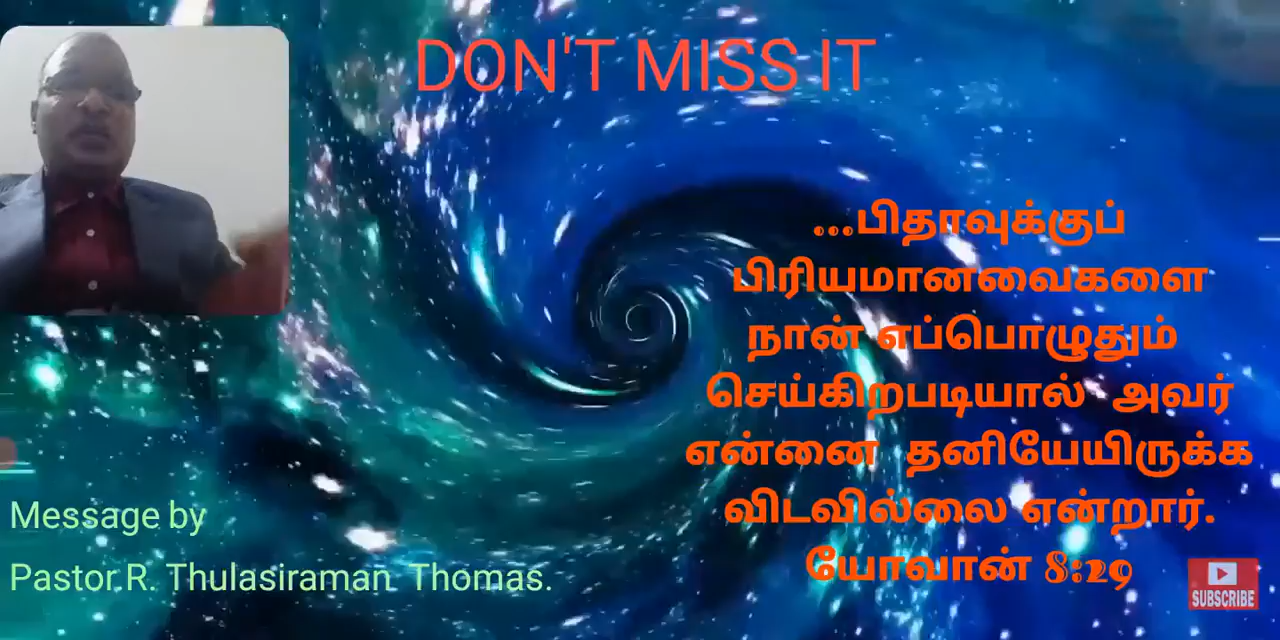 DON'T MISS IT
...பிதாவுக்குப்
பிரியமானவைகளை
நான் எப்பொழுதும்
செய்கிறபடியால் அவர்
என்னை தனியேயிருக்க
விடவில்லை என்றார்.
யோவான் 8:29
Message by
Pastor.R. Thulasiraman Thomas.
SUBSCRIBE